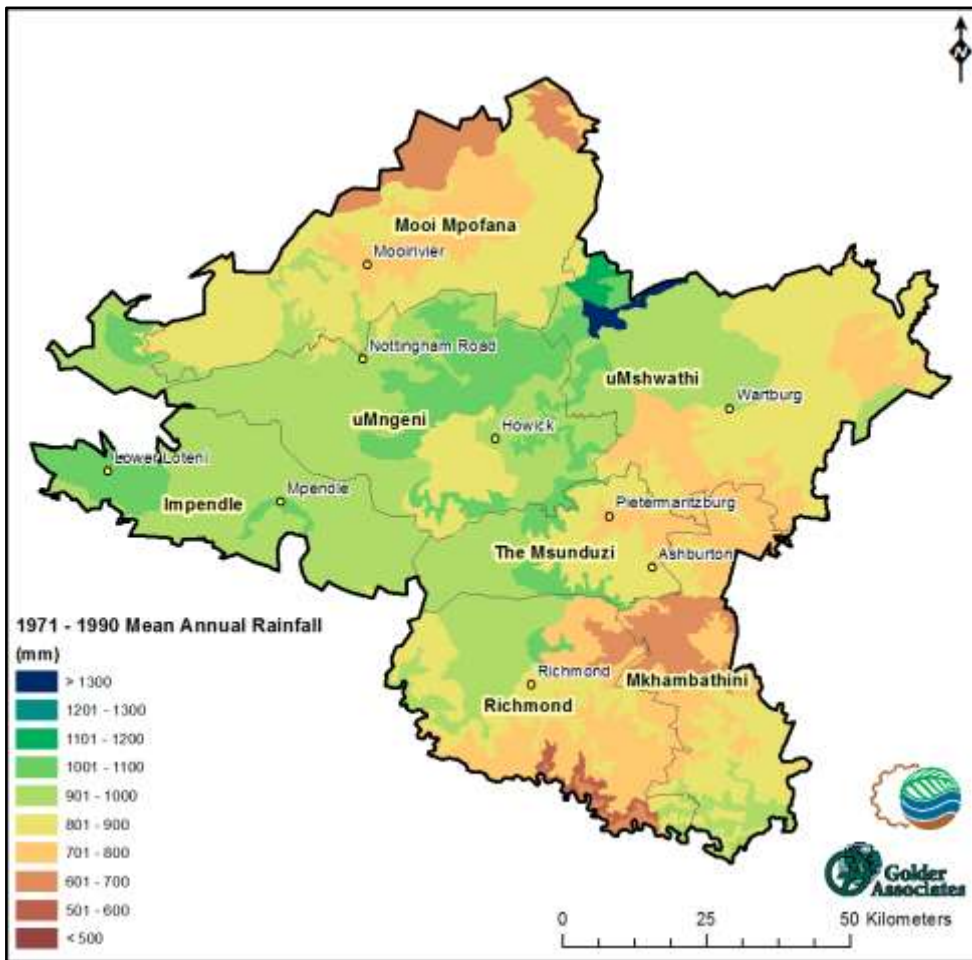 N
Mooi Mpofana
Mooirivier
Nottingham Road
uMshwathi
Wartburg
uMngeni
Howick
Lower Loteni
Mpendle
Impendle
Pietermaritzburg
The Msunduzi
Ashburton
Richmond
Mkhambathini
Richmond
1971 - 1990 Mean Annual Rainfall
(mm)
> 1300
1201 - 1300
1101 - 1200
1001 - 1100
901 - 1000
801 - 900
701 - 800
601 - 700
501 - 600
< 500
Golder
Associates
0 25 50 Kilometers